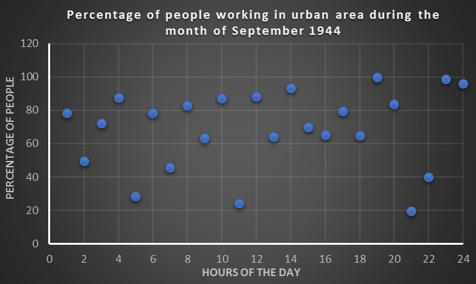 Percentage of people working in urban area during the
month of September 1944
PERCENTAGE OF PEOPLE
120
100
80
60
40
20
0
0 2 4 6 8 10 12 14 16 18 20 22 24
HOURS OF THE DAY